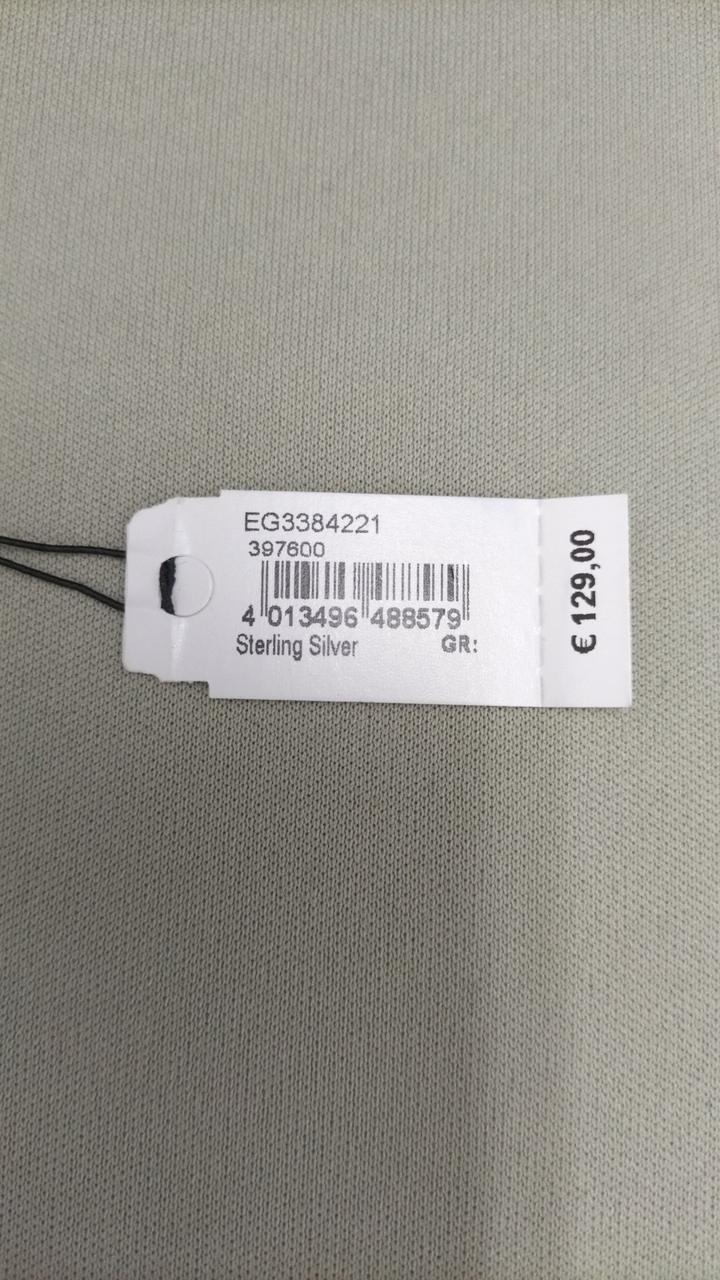 EG3384221
397600
4 013496 488579
Sterling Silver GR:
€ 129,00